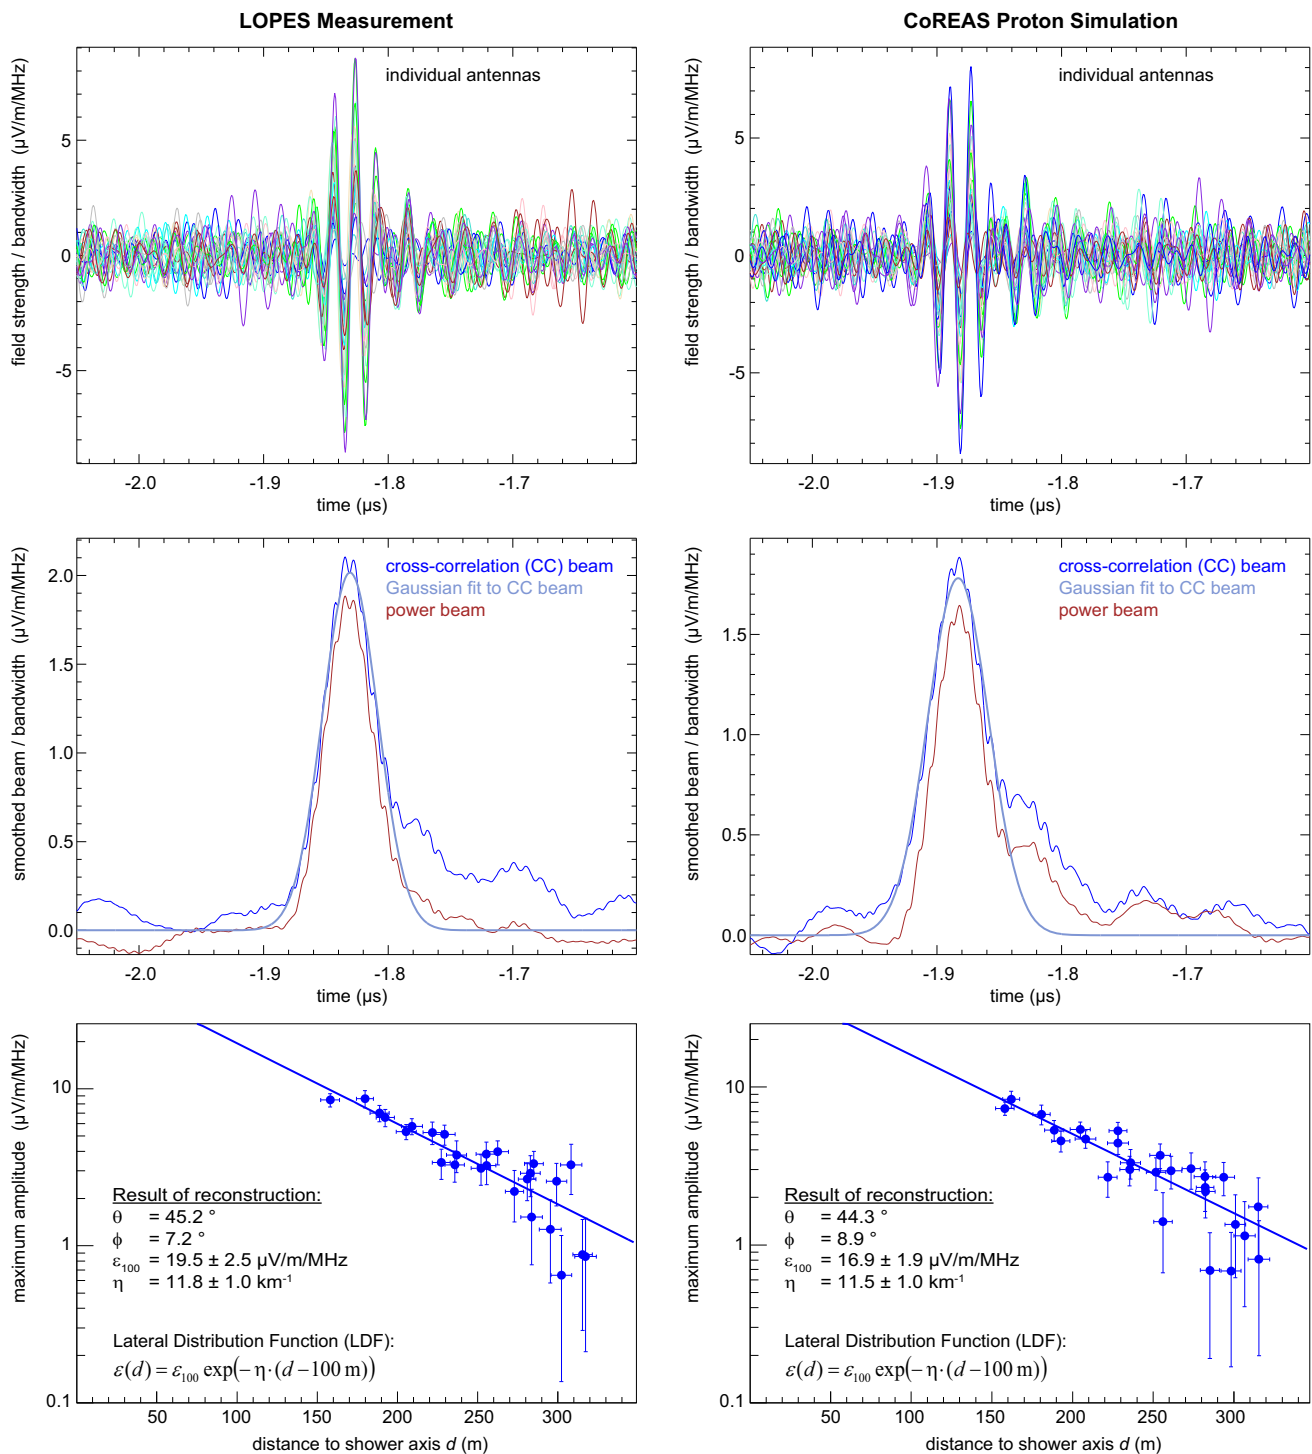 LOPES Measurement
CoREAS Proton Simulation
individual antennas
individual antennas
field strength / bandwidth (µV/m/MHz)
5
0
-5
-2.0 -1.9 -1.8 -1.7
time (µs)
field strength / bandwidth (µV/m/MHz)
5
0
-5
-2.0 -1.9 -1.8 -1.7
time (µs)
smoothed beam / bandwidth (µV/m/MHz)
cross-correlation (CC) beam
Gaussian fit to CC beam
power beam
2.0
1.5
1.0
0.5
0.0
-2.0 -1.9 -1.8 -1.7
time (µs)
smoothed beam / bandwidth (µV/m/MHz)
cross-correlation (CC) beam
Gaussian fit to CC beam
power beam
1.5
1.0
0.5
0.0
-2.0 -1.9 -1.8 -1.7
time (µs)
maximum amplitude (µV/m/MHz)
10
1
0.1
Result of reconstruction:
θ = 45.2 °
ϕ = 7.2 °
ε₁₀₀ = 19.5 ± 2.5 µV/m/MHz
η = 11.8 ± 1.0 km⁻¹
Lateral Distribution Function (LDF):
ε(d) = ε₁₀₀ exp(−η·(d −100 m))
50 100 150 200 250 300
distance to shower axis d (m)
maximum amplitude (µV/m/MHz)
10
1
0.1
Result of reconstruction:
θ = 44.3 °
ϕ = 8.9 °
ε₁₀₀ = 16.9 ± 1.9 µV/m/MHz
η = 11.5 ± 1.0 km⁻¹
Lateral Distribution Function (LDF):
ε(d) = ε₁₀₀ exp(−η·(d −100 m))
50 100 150 200 250 300
distance to shower axis d (m)